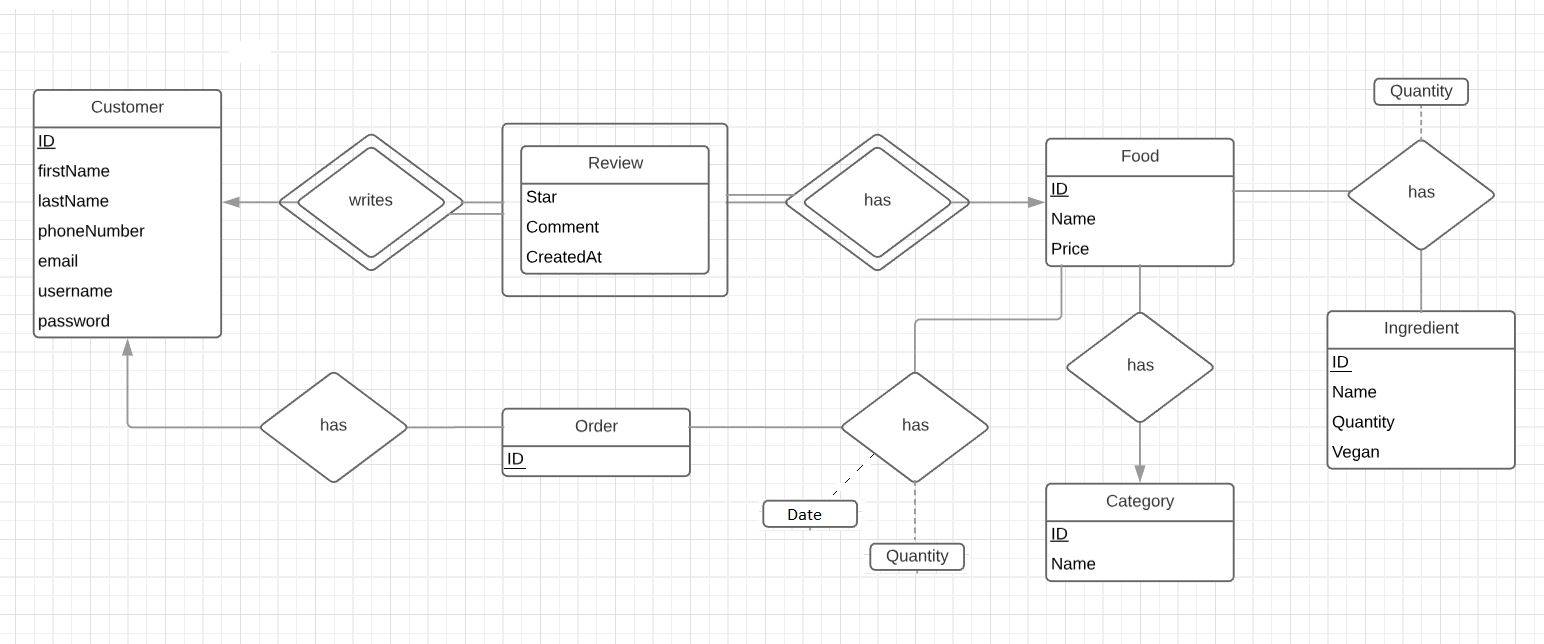 Customer
ID
firstName
lastName
phoneNumber
email
username
password
writes
Review
Star
Comment
CreatedAt
has
Food
ID
Name
Price
Quantity
has
Ingredient
ID
Name
Quantity
Vegan
has
Order
ID
has
Date
Quantity
has
Category
ID
Name